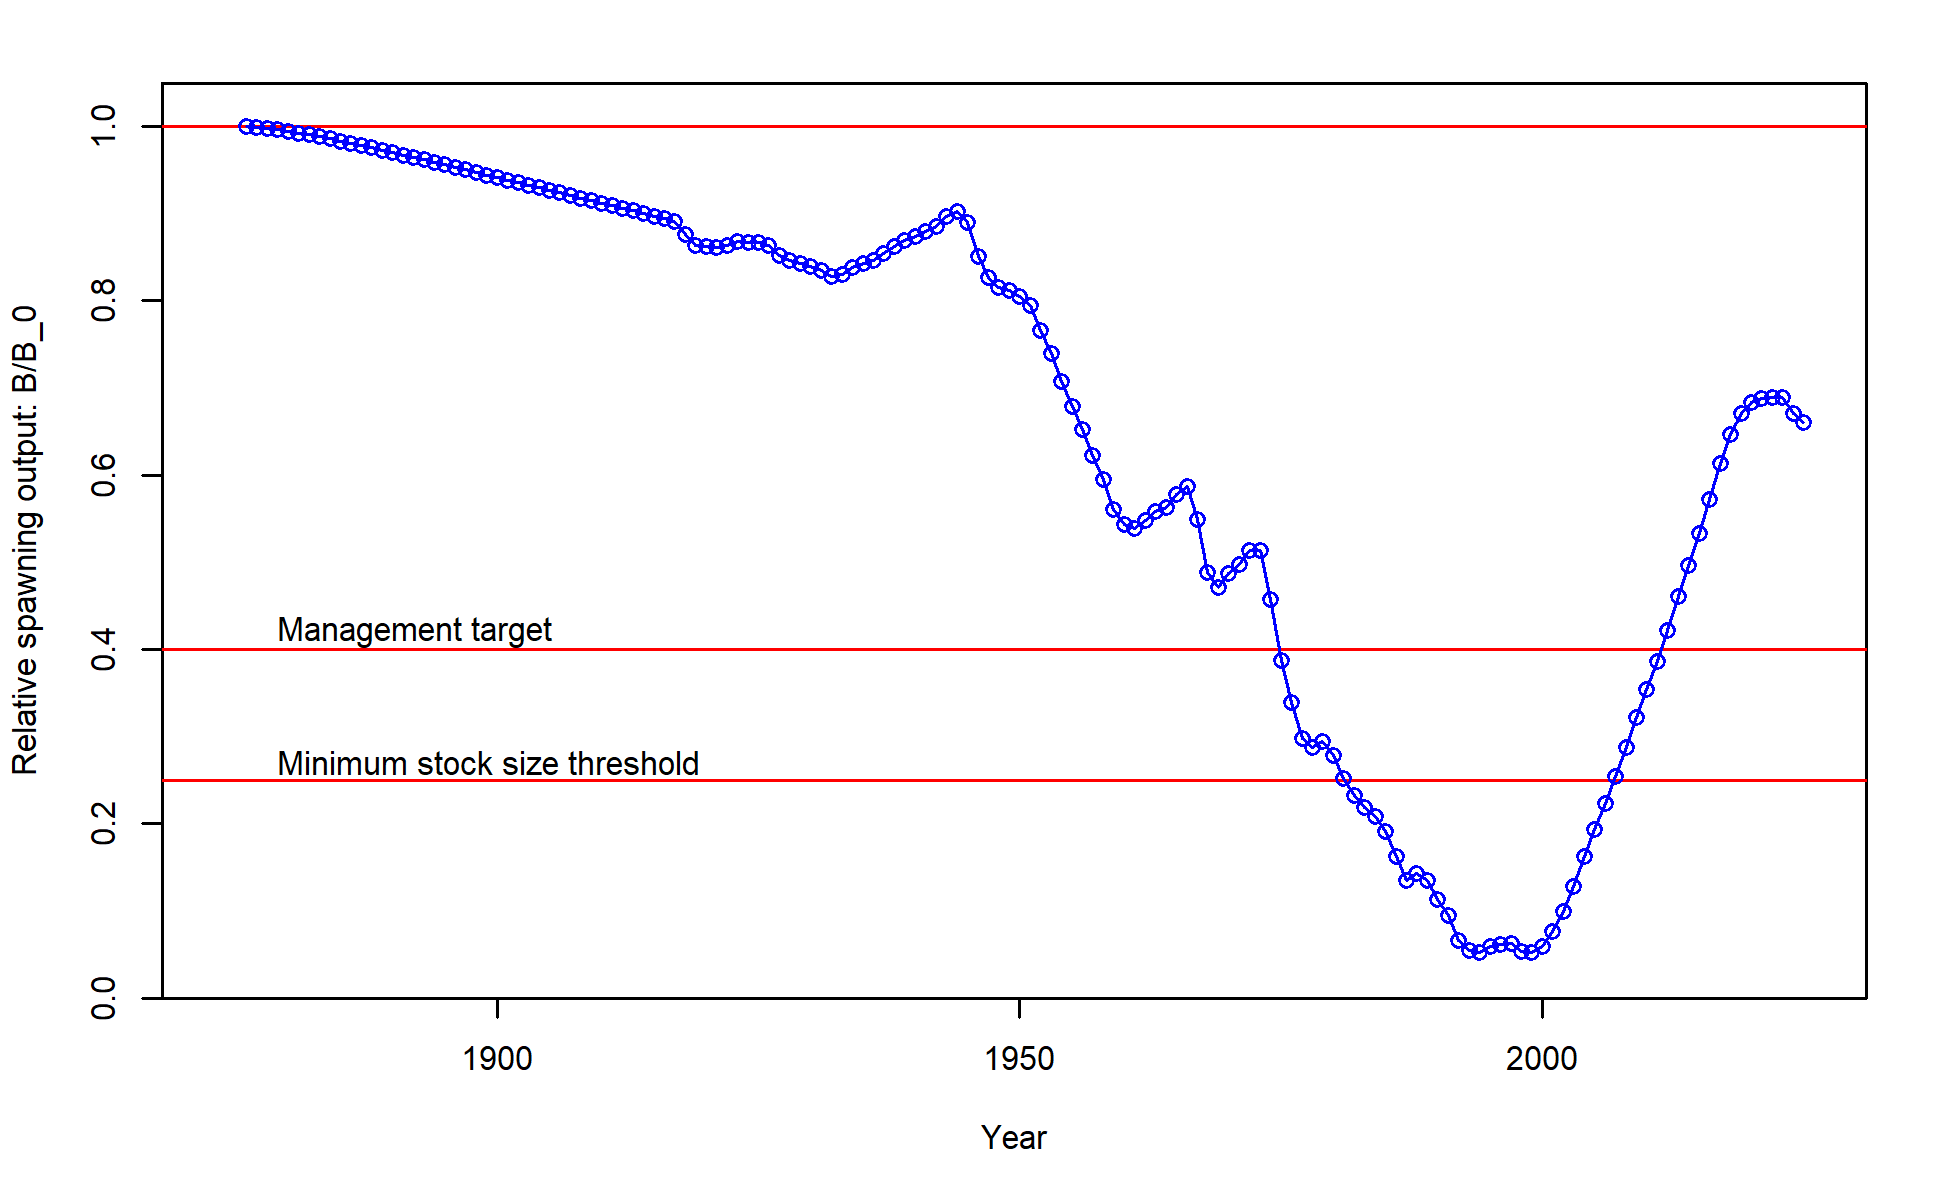 Relative spawning output: B/B_0
1.0
0.8
0.6
0.4
0.2
0.0
Management target
Minimum stock size threshold
1900
1950
2000
Year